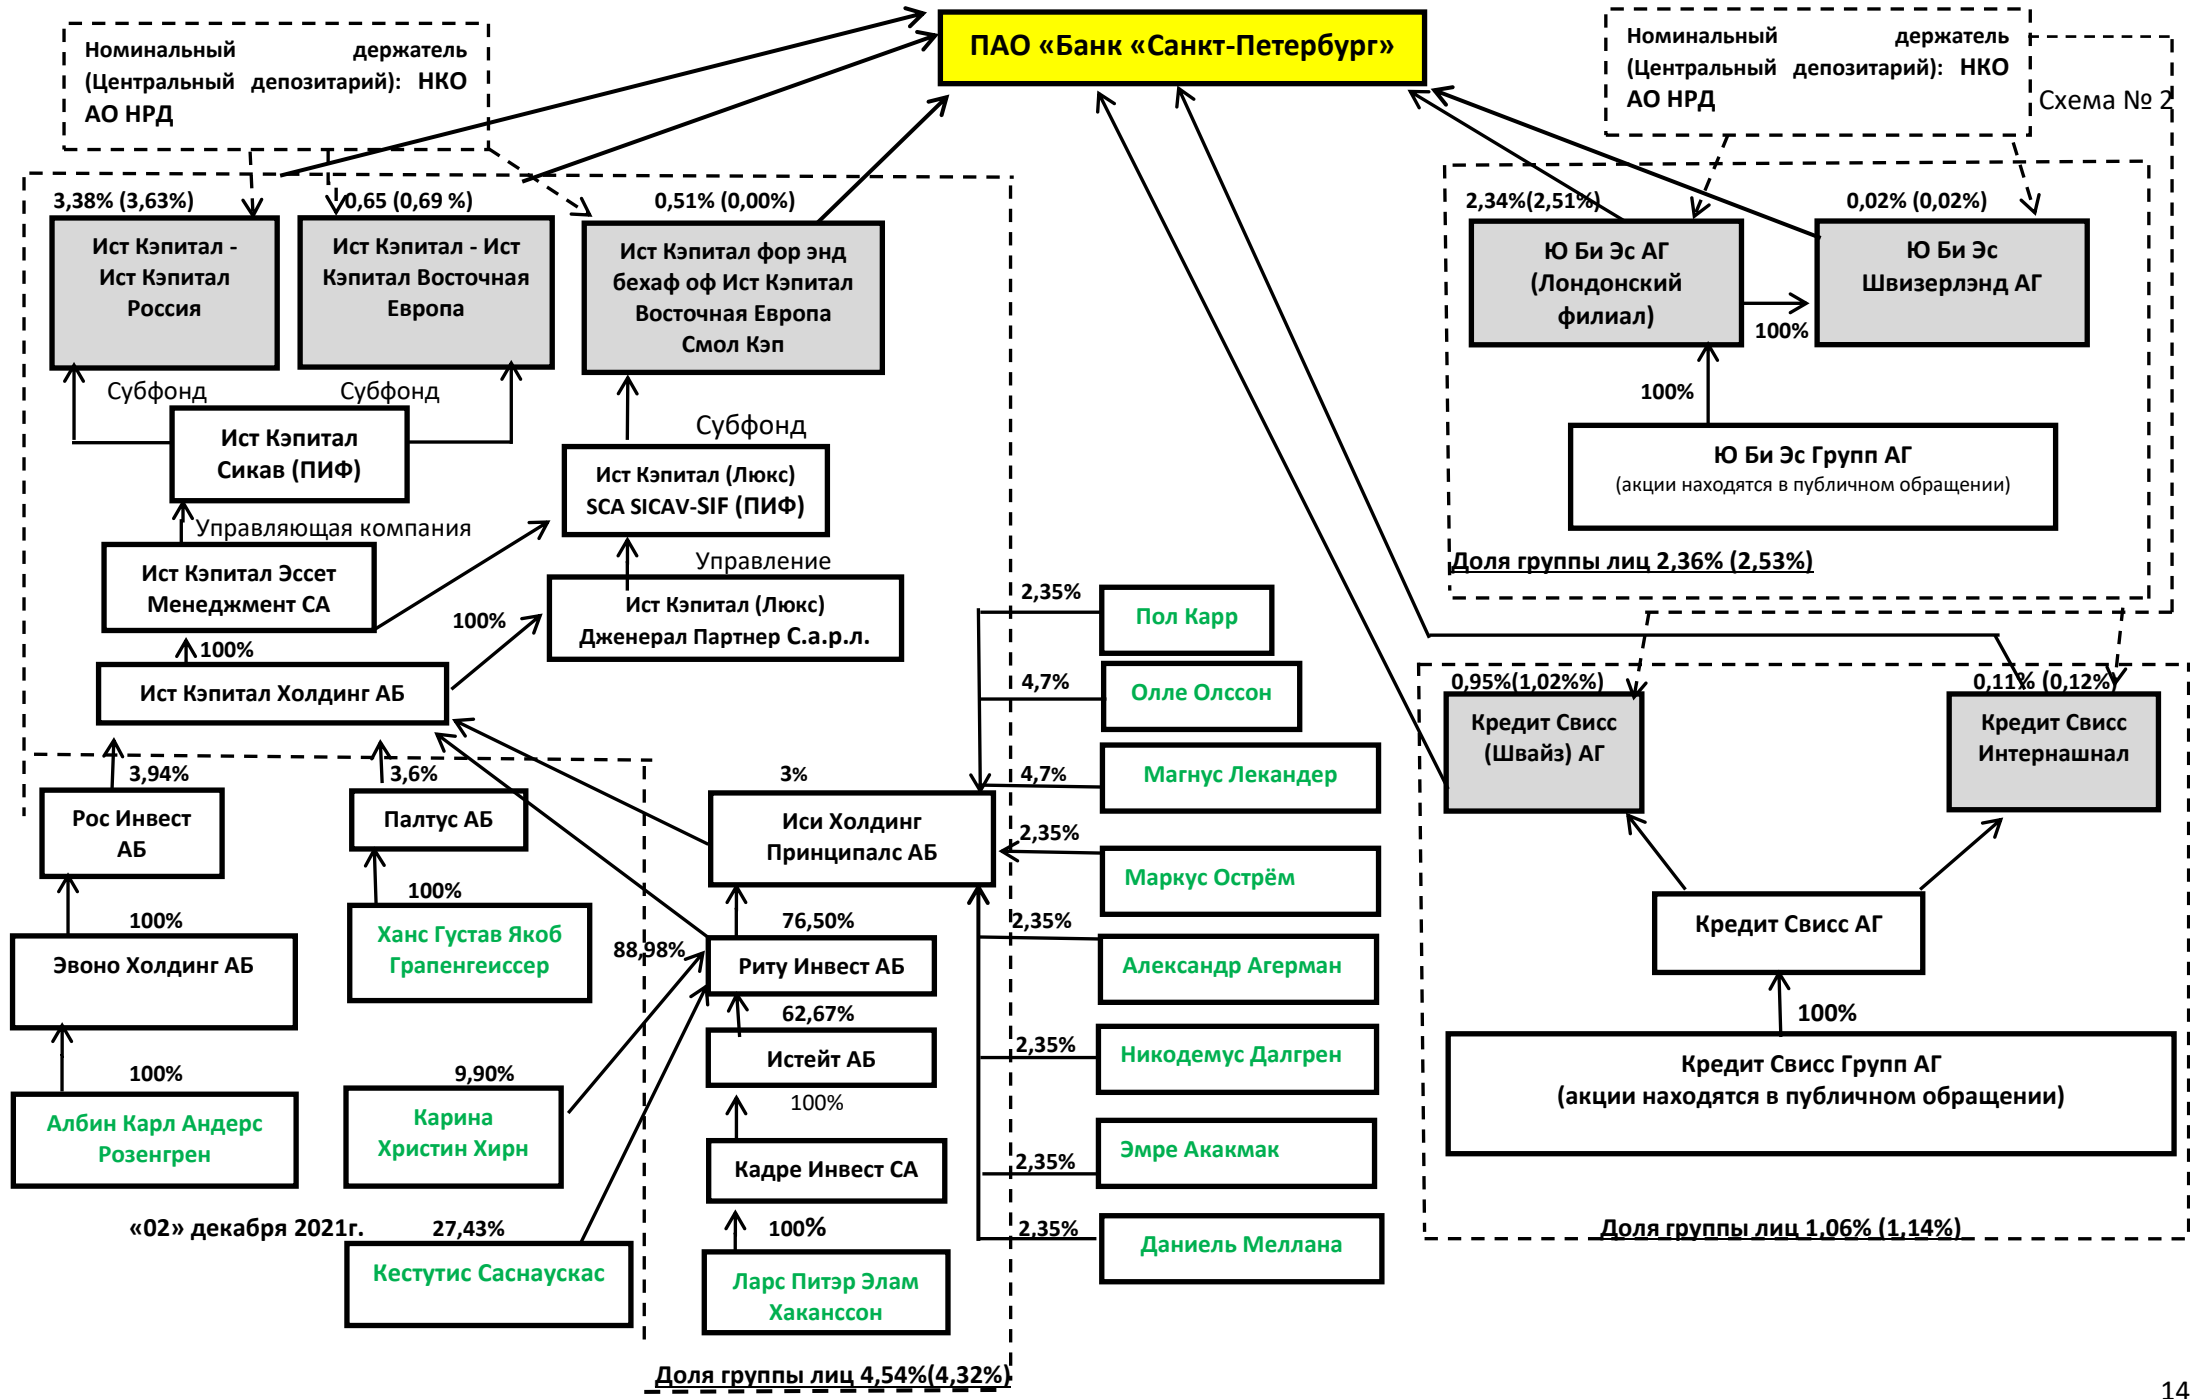 ПАО «Банк «Санкт-Петербург»
Номинальный держатель
(Центральный депозитарий): НКО
АО НРД
Номинальный держатель
(Центральный депозитарий): НКО
АО НРД
Схема № 2
3,38% (3,63%)
0,65 (0,69 %)
0,51% (0,00%)
2,34%(2,51%)
0,02% (0,02%)
Ист Кэпитал -
Ист Кэпитал
Россия
Ист Кэпитал - Ист
Кэпитал Восточная
Европа
Ист Кэпитал фор энд
бехаф оф Ист Кэпитал
Восточная Европа
Смол Кэп
Ю Би Эс АГ
(Лондонский
филиал)
100%
Ю Би Эс
Швизерлэнд АГ
Субфонд
Субфонд
Субфонд
100%
Ист Кэпитал
Сикав (ПИФ)
Ист Кэпитал (Люкс)
SCA SICAV-SIF (ПИФ)
Ю Би Эс Групп АГ
(акции находятся в публичном обращении)
Управляющая компания
Управление
Доля группы лиц 2,36% (2,53%)
Ист Кэпитал Эссет
Менеджмент СА
100%
Ист Кэпитал (Люкс)
Дженерал Партнер С.а.р.л.
100%
Ист Кэпитал Холдинг АБ
2,35%
Пол Карр
4,7%
Олле Олссон
4,7%
Магнус Лекандер
2,35%
Маркус Острём
2,35%
Александр Агерман
2,35%
Никодемус Далгрен
2,35%
Эмре Акакмак
2,35%
Даниель Меллана
0,95%(1,02%%)
0,11% (0,12%)
Кредит Свисс
(Швайз) АГ
Кредит Свисс
Интернашнал
Кредит Свисс АГ
100%
Кредит Свисс Групп АГ
(акции находятся в публичном обращении)
Доля группы лиц 1,06% (1,14%)
3,94%
3,6%
3%
Рос Инвест
АБ
Палтус АБ
Иси Холдинг
Принципалс АБ
100%
100%
76,50%
Эвоно Холдинг АБ
Ханс Густав Якоб
Грапенгеиссер
88,98%
Риту Инвест АБ
62,67%
Истейт АБ
100%
9,90%
100%
Албин Карл Андерс
Розенгрен
Карина
Христин Хирн
Кадре Инвест СА
«02» декабря 2021г.
27,43%
100%
Кестутис Саснаускас
Ларс Питэр Элам
Хаканссон
Доля группы лиц 4,54%(4,32%)
14